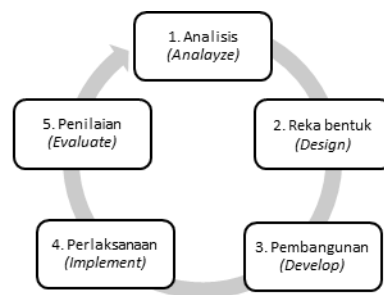 1. Analisis
(Analayze)
2. Reka bentuk
(Design)
3. Pembangunan
(Develop)
4. Perlaksanaan
(Implement)
5. Penilaian
(Evaluate)